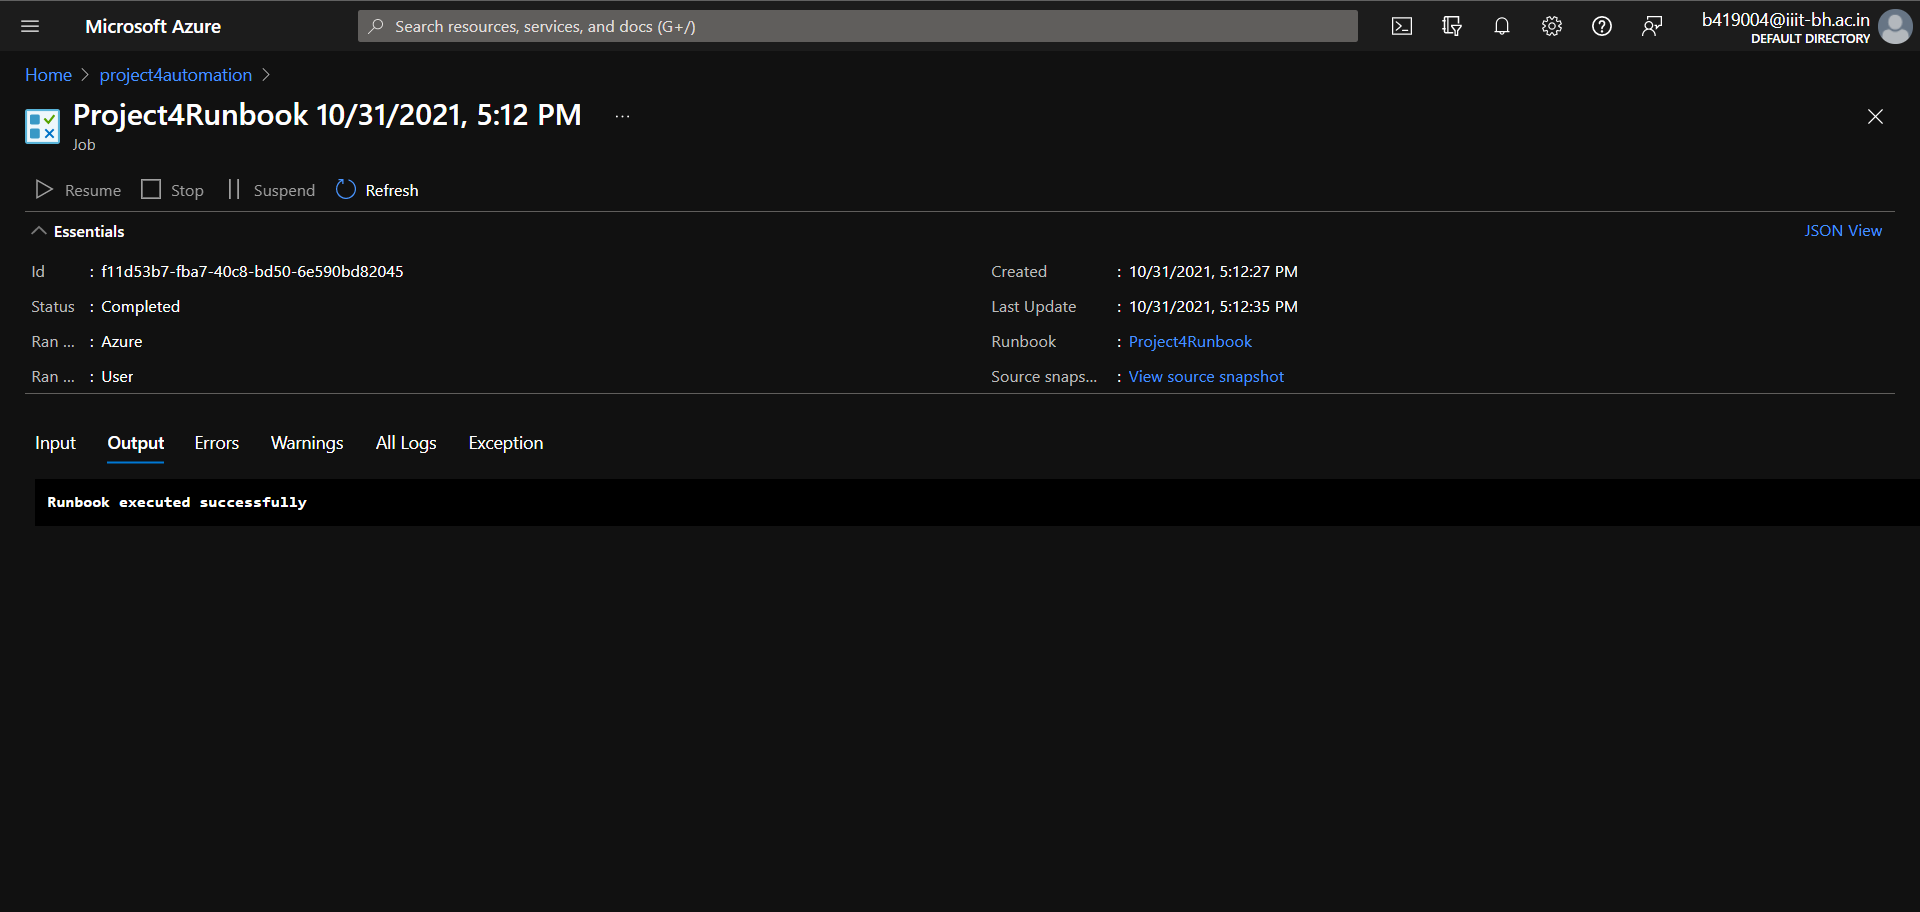 Microsoft Azure
Search resources, services, and docs (G+/)
b419004@iiit-bh.ac.in
DEFAULT DIRECTORY
Home > project4automation >
Project4Runbook 10/31/2021, 5:12 PM ...
Job
Resume Stop Suspend Refresh
Essentials JSON View
Id : f11d53b7-fba7-40c8-bd50-6e590bd82045
Status : Completed
Ran ... : Azure
Ran ... : User
Created : 10/31/2021, 5:12:27 PM
Last Update : 10/31/2021, 5:12:35 PM
Runbook : Project4Runbook
Source snaps... : View source snapshot
Input Output Errors Warnings All Logs Exception
Runbook executed successfully